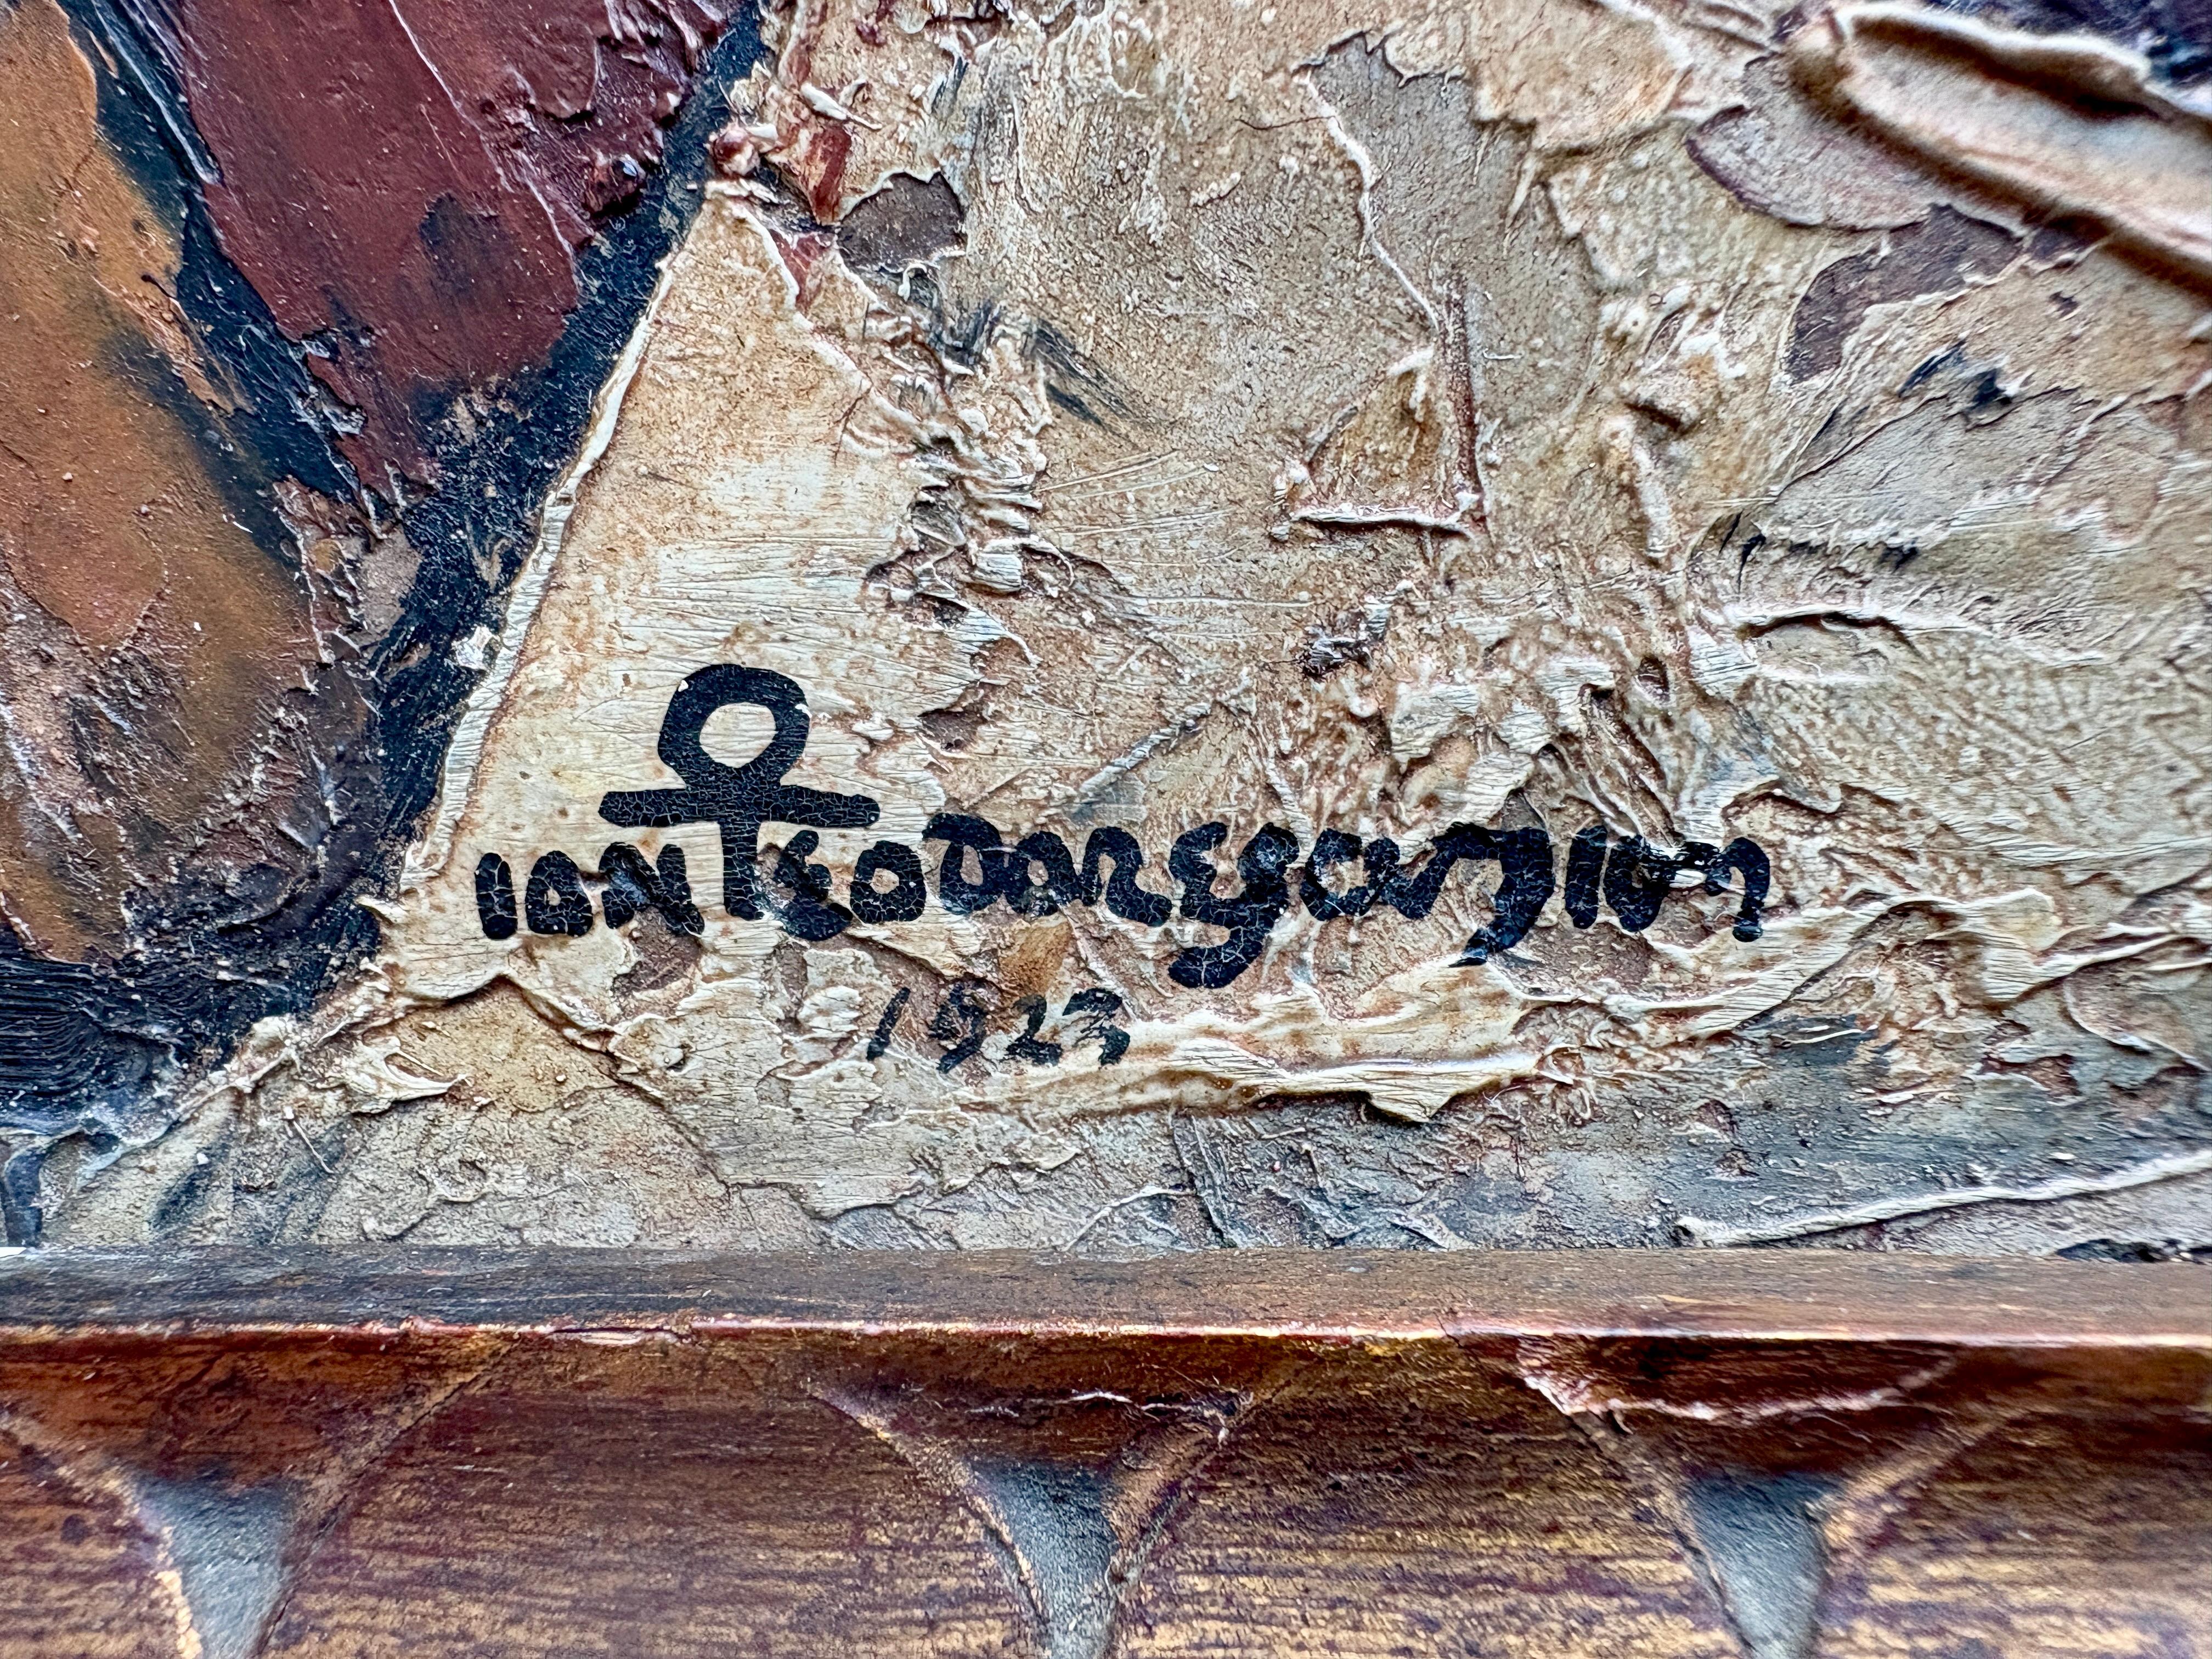 ION TEODORESCU SION
1923